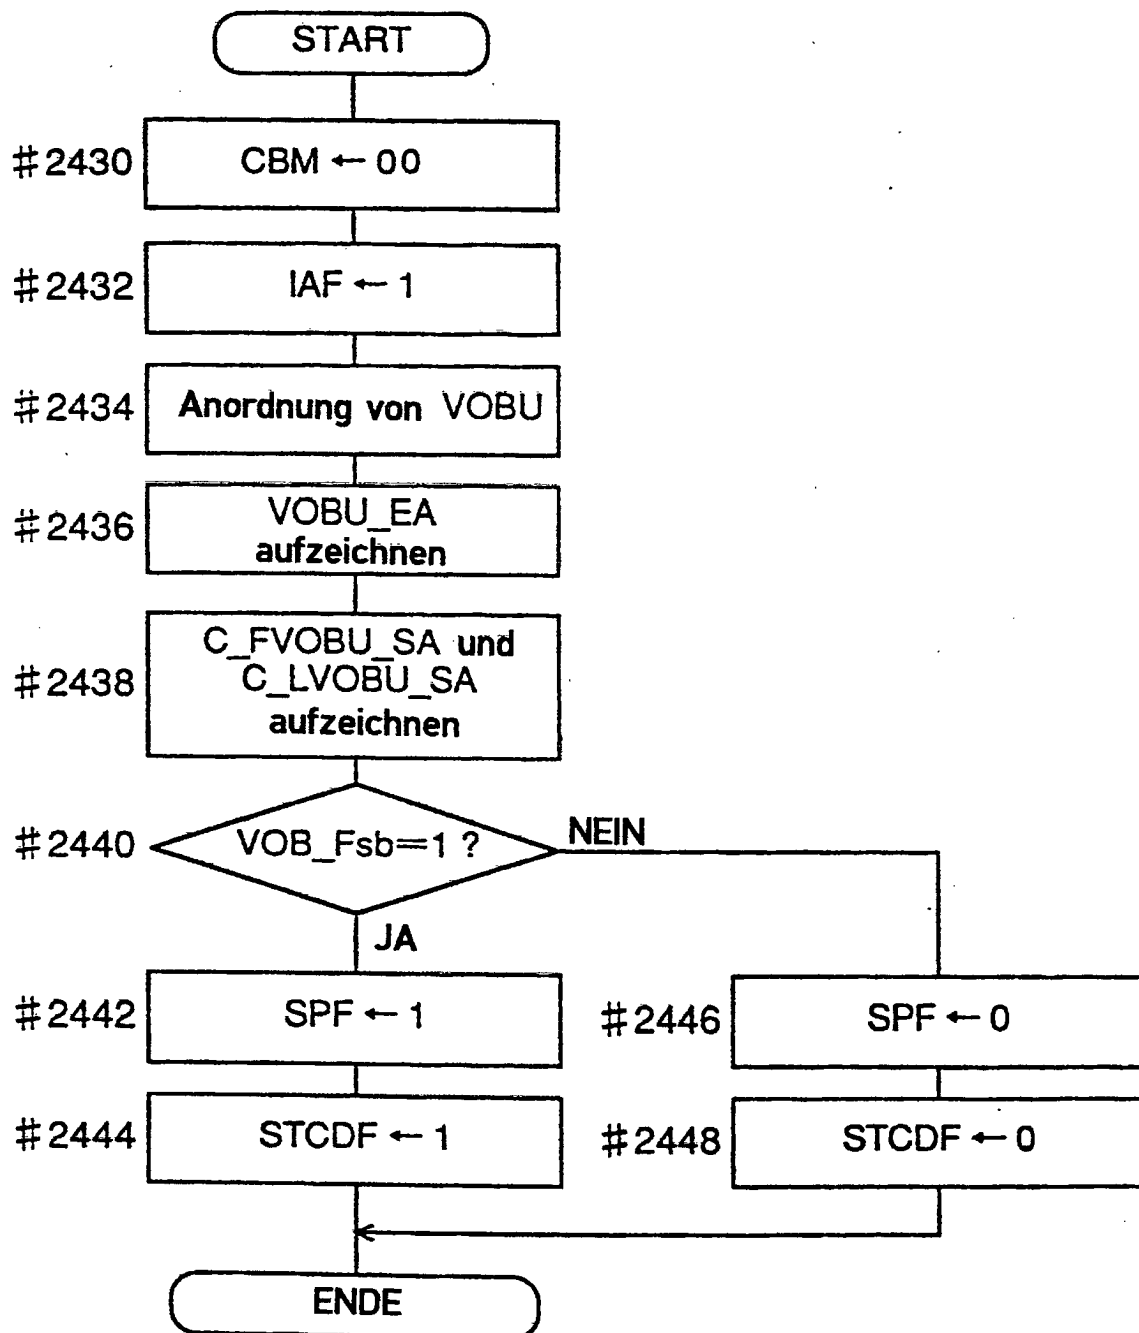 START
#2430
CBM ← 00
#2432
IAF ← 1
#2434
Anordnung von VOBU
#2436
VOBU_EA
aufzeichnen
#2438
C_FVOBU_SA und
C_LVOBU_SA
aufzeichnen
#2440
VOB_Fsb=1 ?
NEIN
JA
#2442
SPF ← 1
#2446
SPF ← 0
#2444
STCDF ← 1
#2448
STCDF ← 0
ENDE